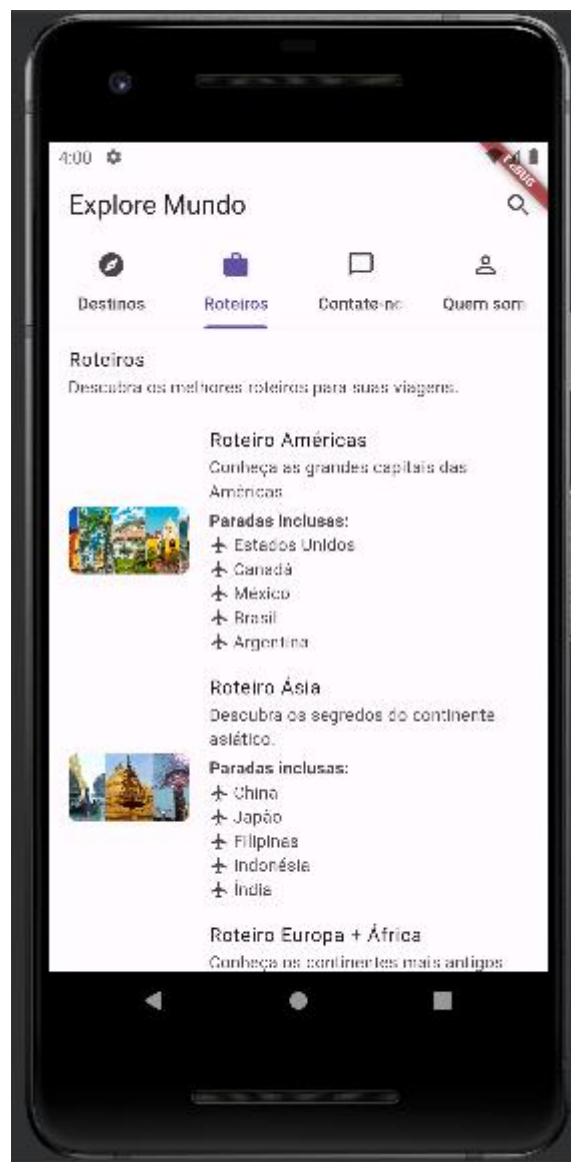 4:00
DEBUG
Explore Mundo
Destinos
Roteiros
Contate-no
Quem som
Roteiros
Descubra os melhores roteiros para suas viagens.
Roteiro Américas
Conheça as grandes capitais das
Américas
Paradas inclusas:
Estados Unidos
Canadá
México
Brasil
Argentina
Roteiro Ásia
Descubra os segredos do continente
asiático.
Paradas inclusas:
China
Japão
Filipinas
Indonésia
Índia
Roteiro Europa + África
Conheça os continentes mais antigos